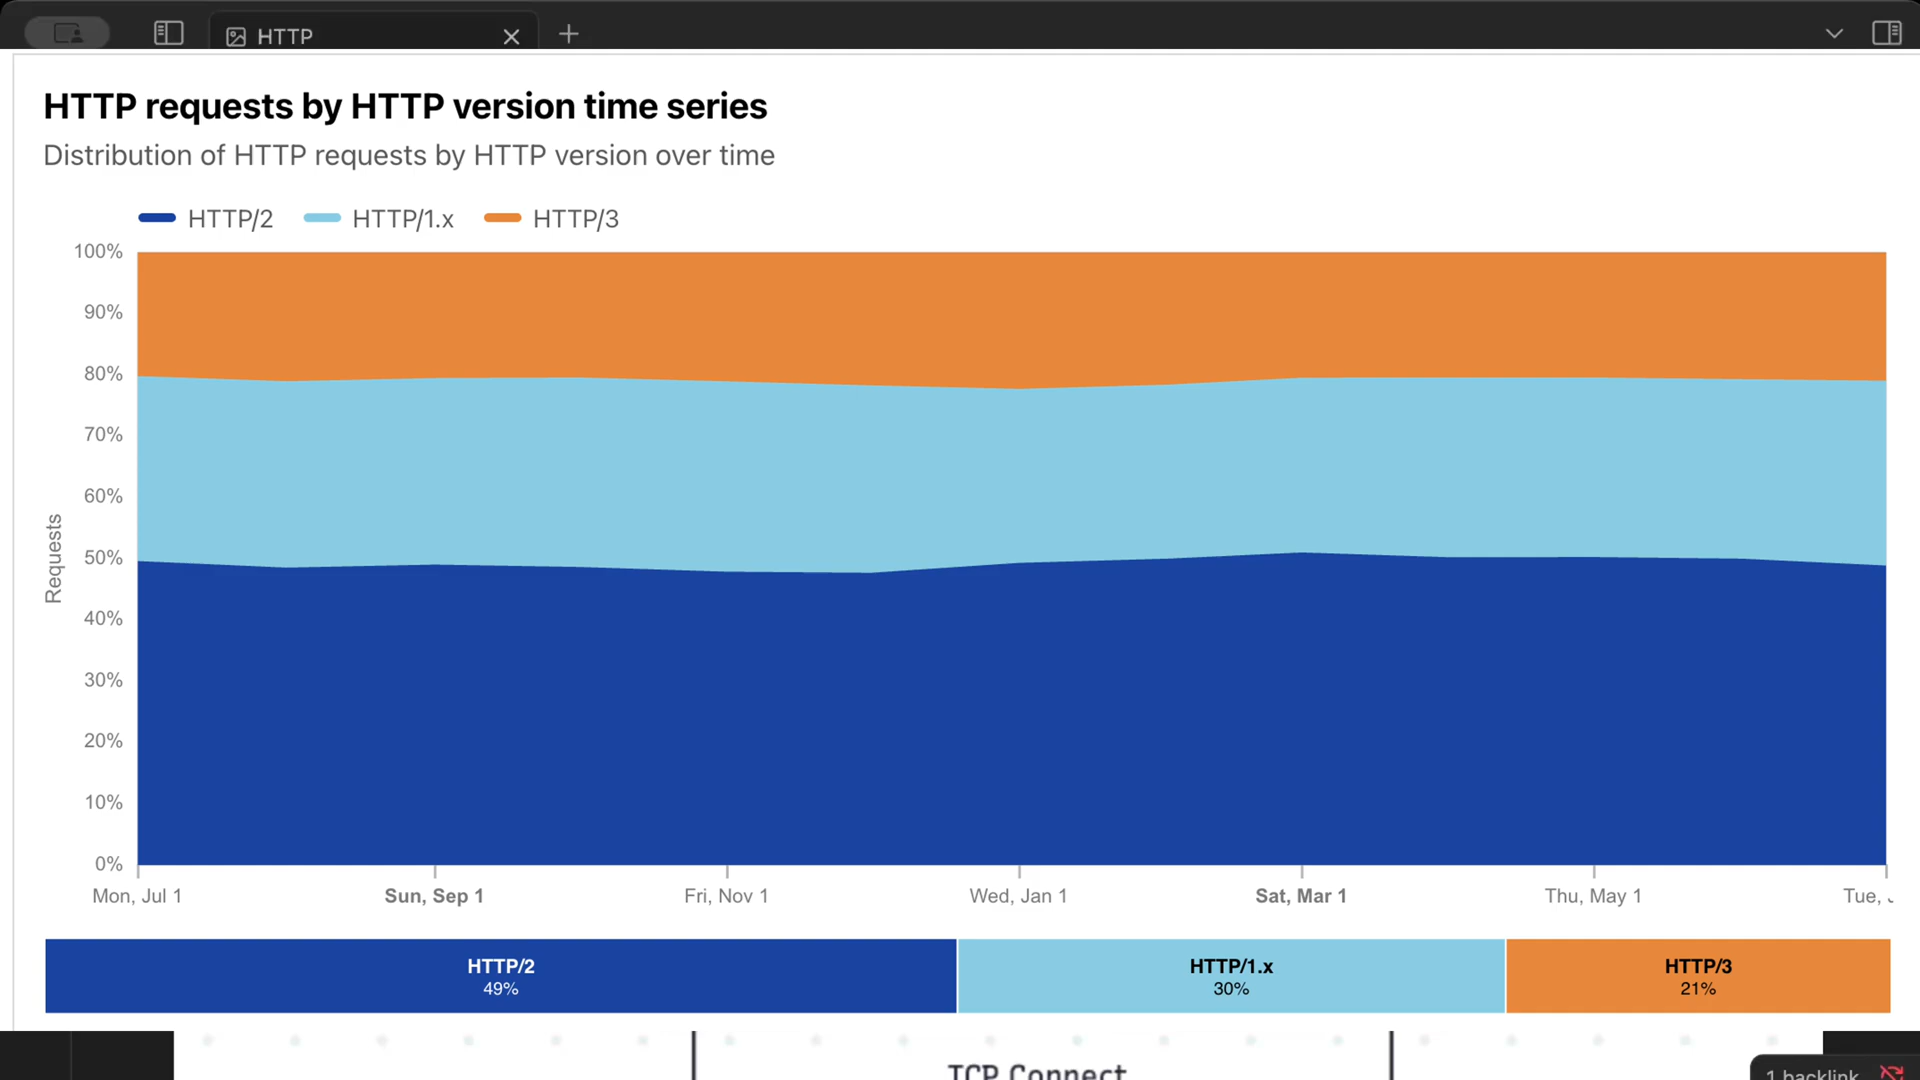 HTTP
HTTP requests by HTTP version time series
Distribution of HTTP requests by HTTP version over time
HTTP/2 HTTP/1.x HTTP/3
100%
90%
80%
70%
60%
50%
40%
30%
20%
10%
0%
Requests
Mon, Jul 1 Sun, Sep 1 Fri, Nov 1 Wed, Jan 1 Sat, Mar 1 Thu, May 1 Tue,
HTTP/2 HTTP/1.x HTTP/3
49% 30% 21%
TCP Connect
1 backlink